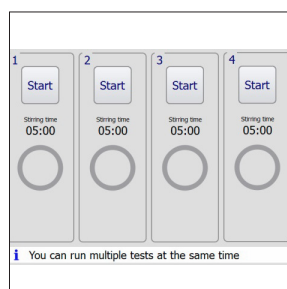 1 2 3 4
Start Start Start Start
Stirring time Stirring time Stirring time Stirring time
05:00 05:00 05:00 05:00
i You can run multiple tests at the same time